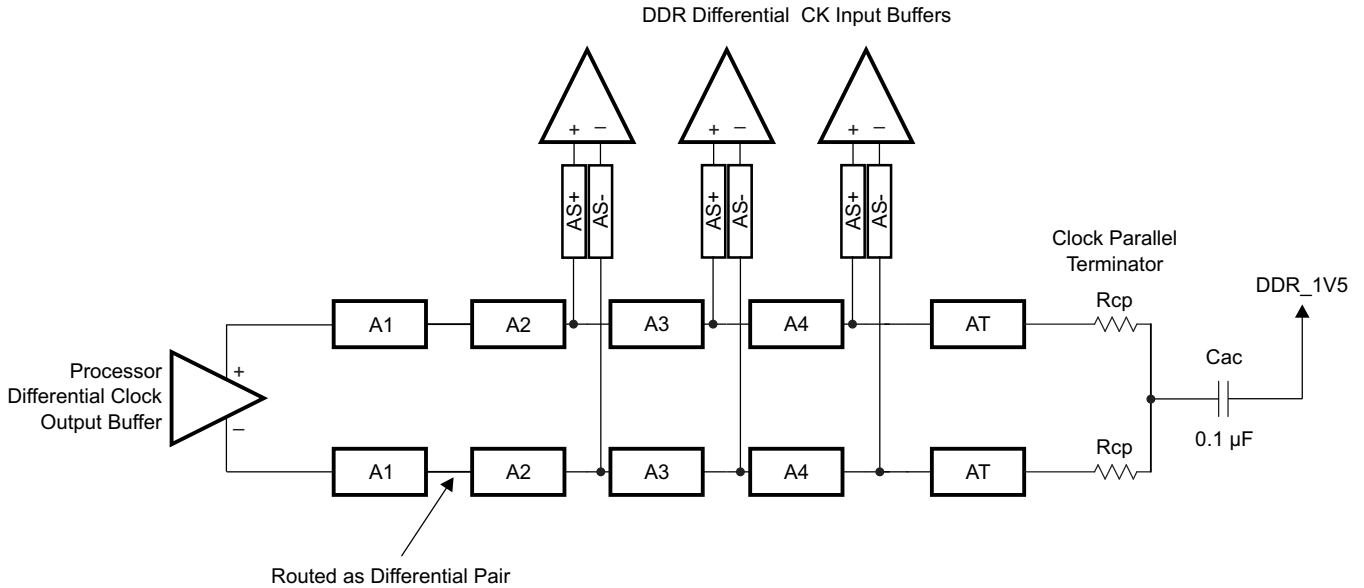 DDR Differential CK Input Buffers
+ –
+ –
+ –
AS+
AS-
AS+
AS-
AS+
AS-
Clock Parallel
Terminator
DDR_1V5
A1
A2
A3
A4
AT
Rcp
Processor
Differential Clock
Output Buffer
+
–
Cac
0.1 µF
A1
A2
A3
A4
AT
Rcp
Routed as Differential Pair